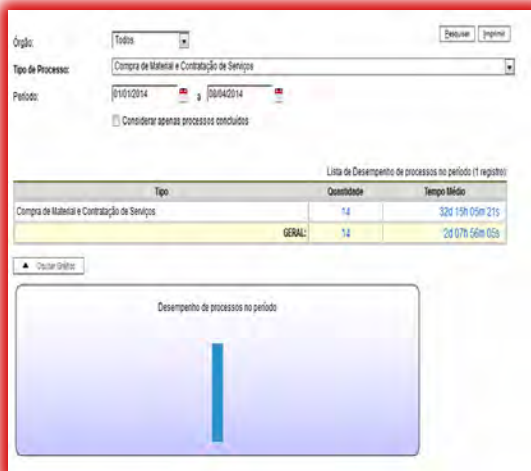 Órgão: Todos Pesquisar Imprimir
Tipo de Processo: Compra de Material e Contratação de Serviços
Período: 01/01/2014 a 08/04/2014
Considerar apenas processos concluídos
Lista de Desempenho de processos no período (1 registro)
Tipo Quantidade Tempo Médio
Compra de Material e Contratação de Serviços 14 32d 15h 05m 21s
GERAL: 14 2d 07h 56m 05s
Ocultar Gráfico
Desempenho de processos no período